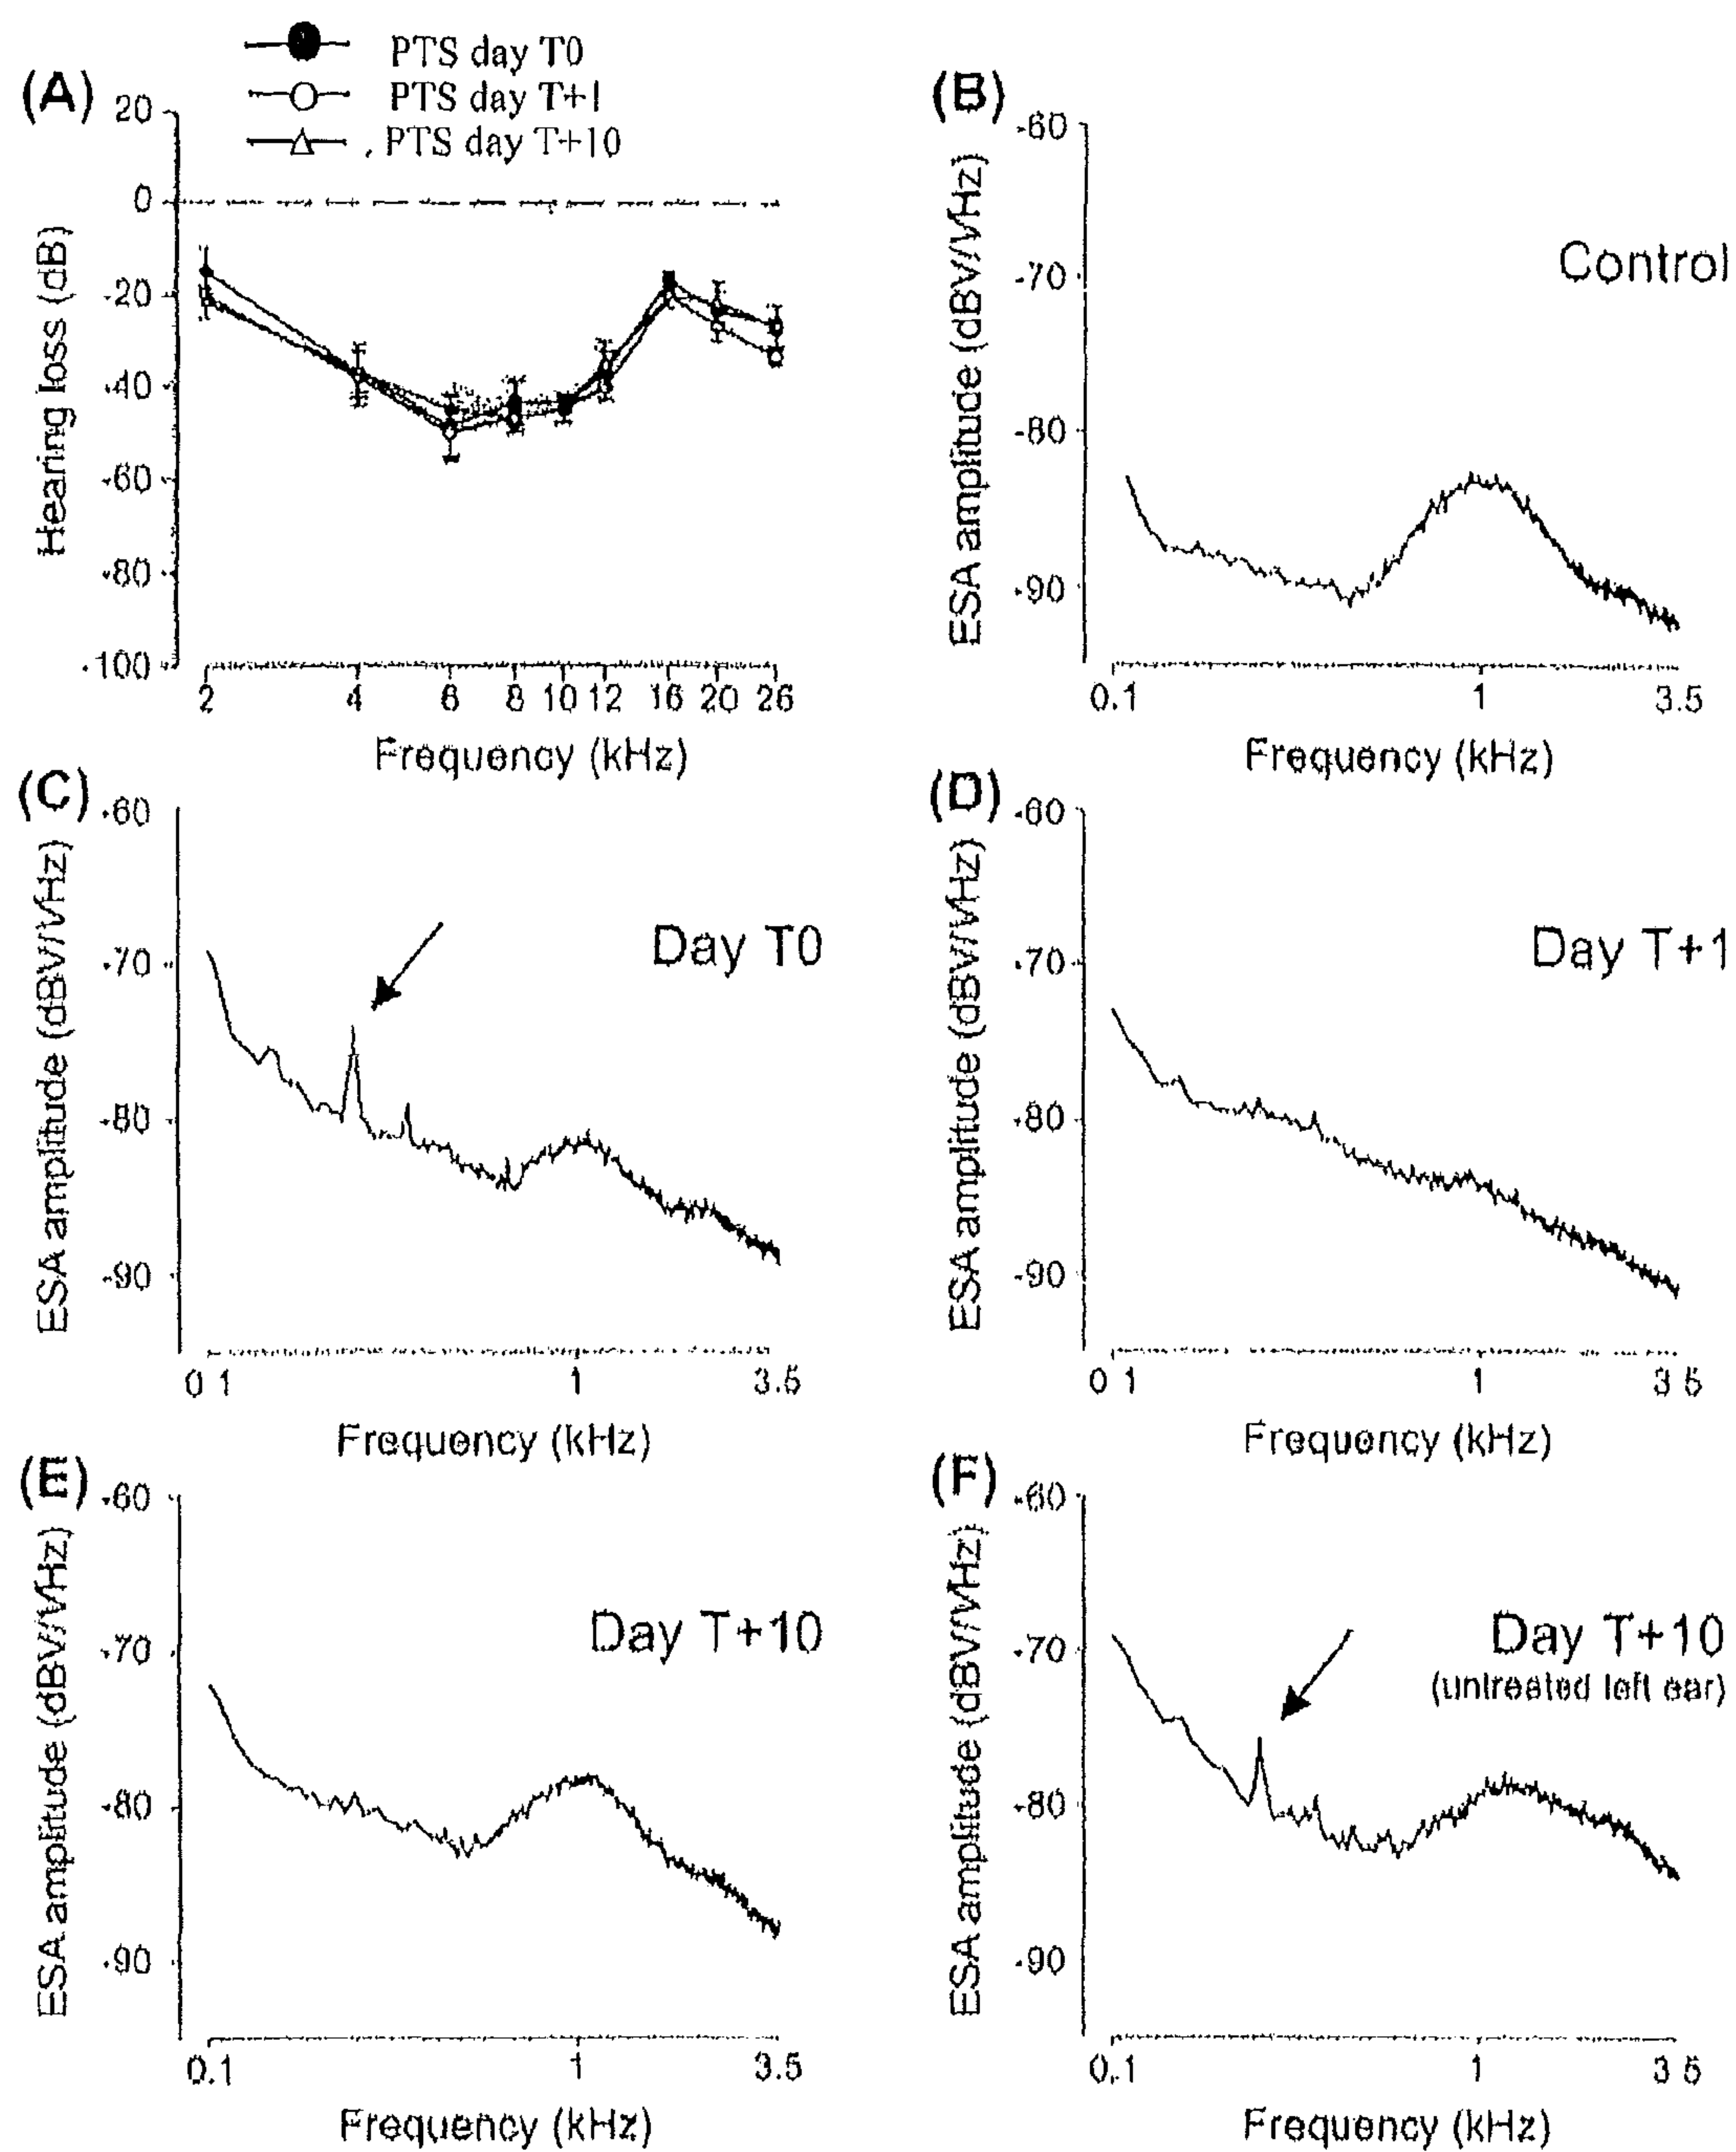 PTS day T0
PTS day T+1
PTS day T+10
(A)
20
0
-20
-40
-60
-80
-100
Hearing loss (dB)
2 4 6 8 10 12 16 20 26
Frequency (kHz)
(B)
-60
-70
-80
-90
ESA amplitude (dBV/√Hz)
Control
0.1 1 3.5
Frequency (kHz)
(C)
-60
-70
-80
-90
ESA amplitude (dBV/√Hz)
Day T0
0 1 1 3.5
Frequency (kHz)
(D)
-60
-70
-80
-90
ESA amplitude (dBV/√Hz)
Day T+1
0 1 1 3 5
Frequency (kHz)
(E)
-60
-70
-80
-90
ESA amplitude (dBV/√Hz)
Day T+10
0.1 1 3.5
Frequency (kHz)
(F)
-60
-70
-80
-90
ESA amplitude (dBV/√Hz)
Day T+10
(untreated left ear)
0.1 1 3 5
Frequency (kHz)